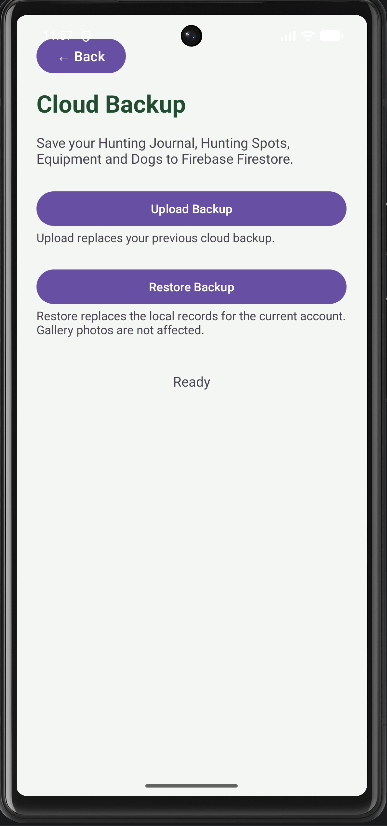 ← Back
Cloud Backup
Save your Hunting Journal, Hunting Spots,
Equipment and Dogs to Firebase Firestore.
Upload Backup
Upload replaces your previous cloud backup.
Restore Backup
Restore replaces the local records for the current account.
Gallery photos are not affected.
Ready